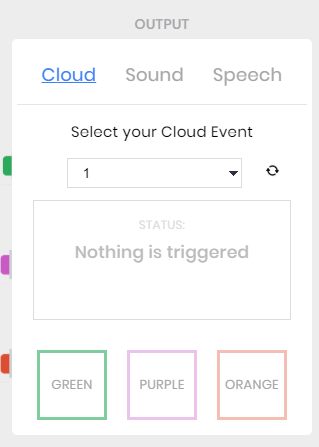 OUTPUT
Cloud Sound Speech
Select your Cloud Event
1
STATUS:
Nothing is triggered
GREEN PURPLE ORANGE